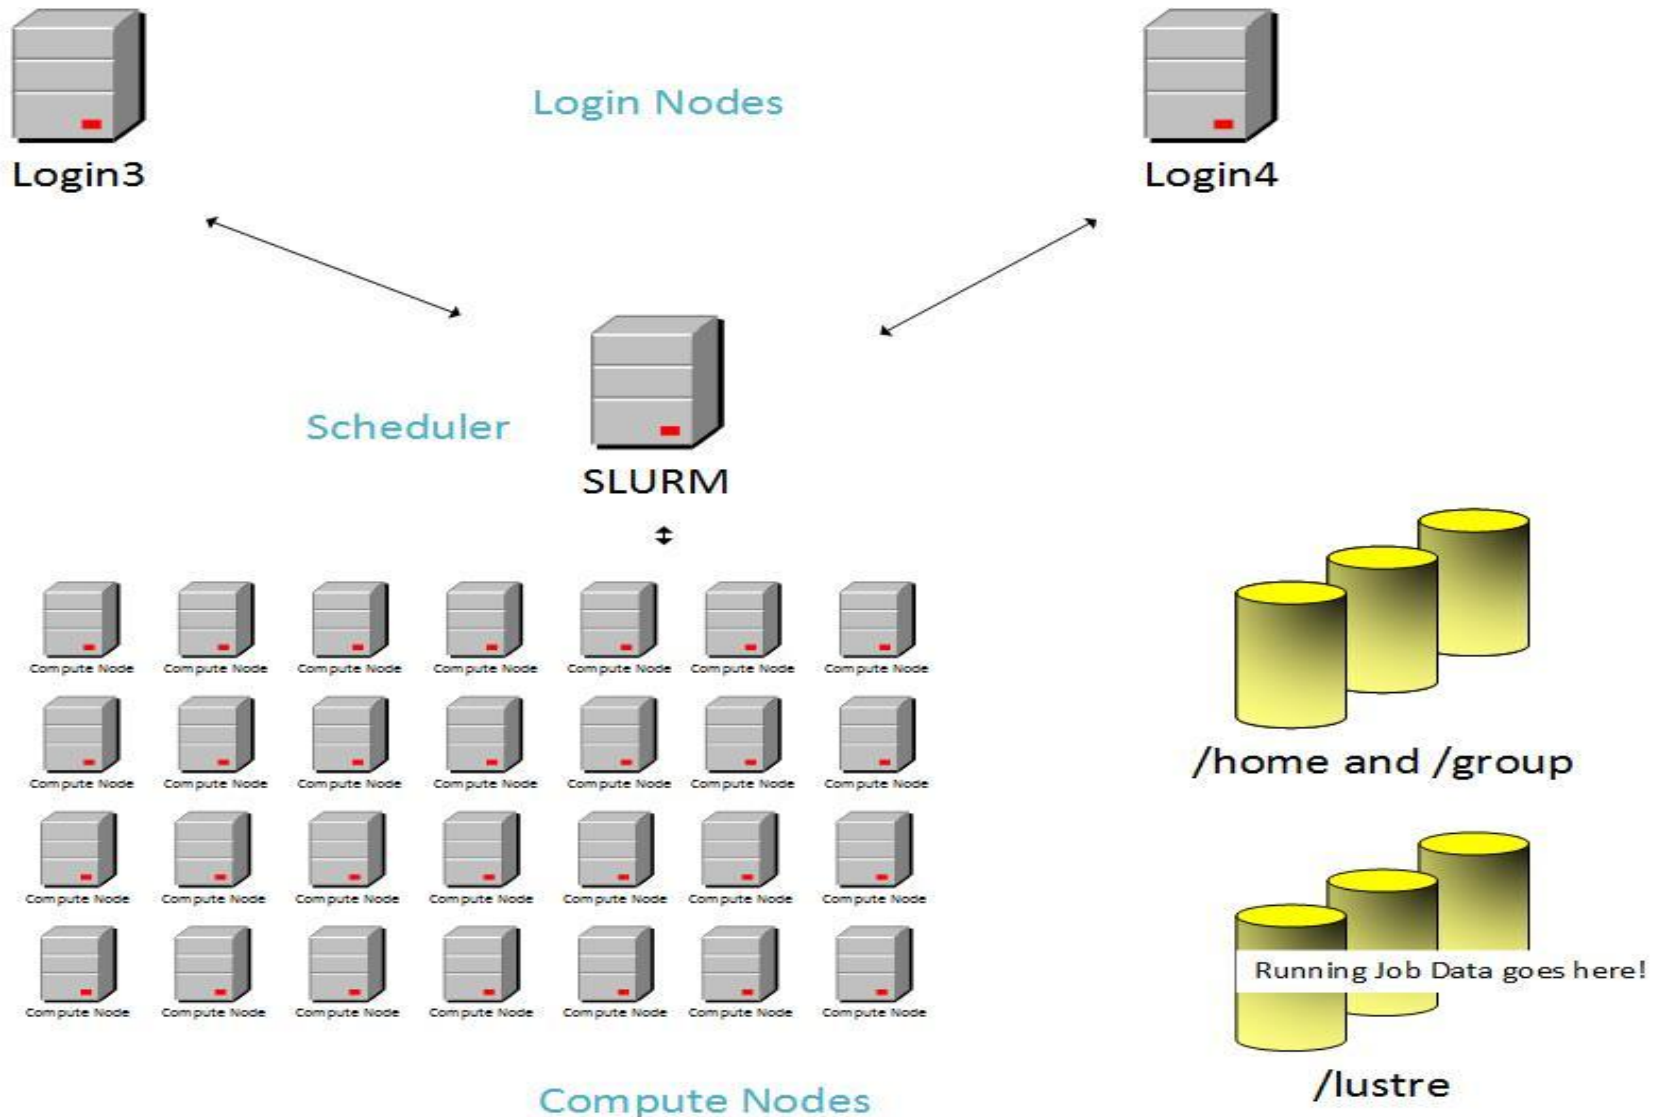 Login Nodes
Login3
Login4
Scheduler
SLURM
Compute Node Compute Node Compute Node Compute Node Compute Node Compute Node Compute Node
Compute Node Compute Node Compute Node Compute Node Compute Node Compute Node Compute Node
Compute Node Compute Node Compute Node Compute Node Compute Node Compute Node Compute Node
Compute Node Compute Node Compute Node Compute Node Compute Node Compute Node Compute Node
Compute Nodes
/home and /group
Running Job Data goes here!
/lustre